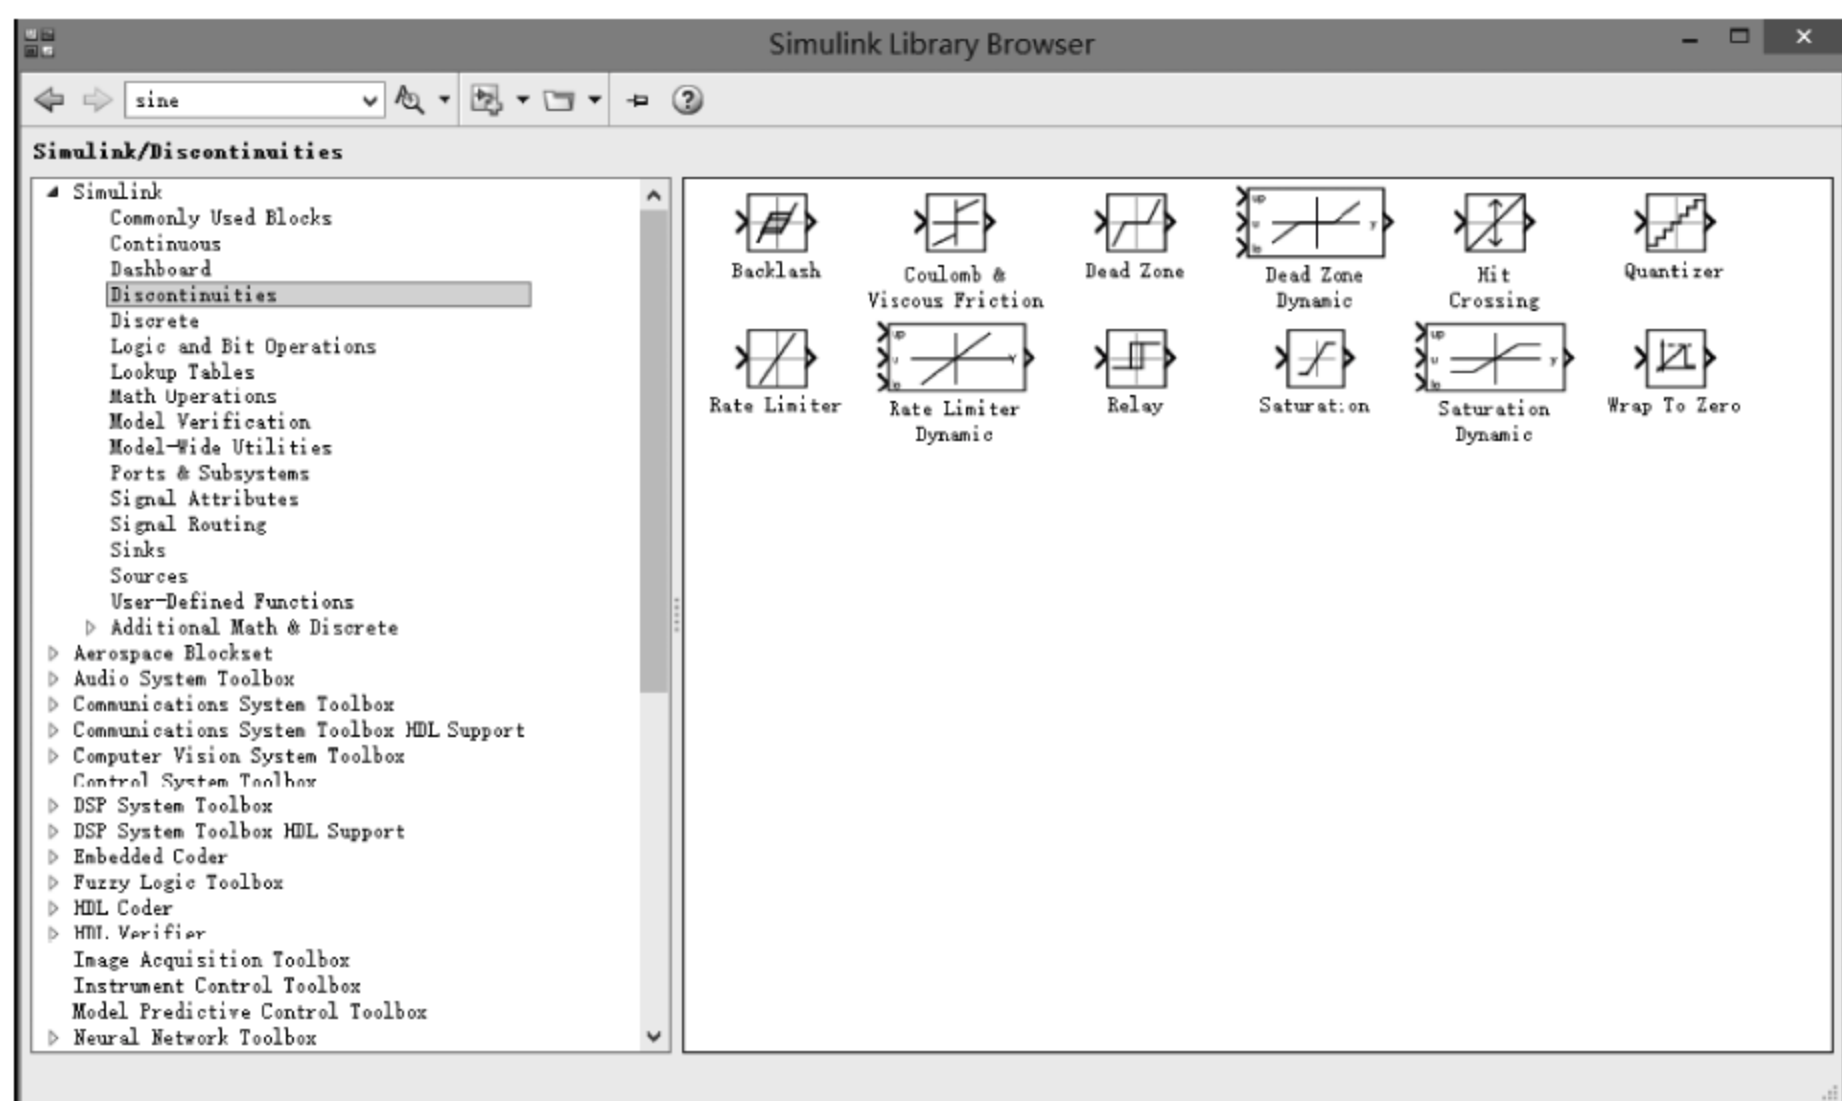 Simulink Library Browser
sine
Simulink/Discontinuities
Simulink
Commonly Used Blocks
Continuous
Dashboard
Discontinuities
Discrete
Logic and Bit Operations
Lookup Tables
Math Operations
Model Verification
Model-Wide Utilities
Ports & Subsystems
Signal Attributes
Signal Routing
Sinks
Sources
User-Defined Functions
Additional Math & Discrete
Aerospace Blockset
Audio System Toolbox
Communications System Toolbox
Communications System Toolbox HDL Support
Computer Vision System Toolbox
Control System Toolbox
DSP System Toolbox
DSP System Toolbox HDL Support
Embedded Coder
Fuzzy Logic Toolbox
HDL Coder
HDL Verifier
Image Acquisition Toolbox
Instrument Control Toolbox
Model Predictive Control Toolbox
Neural Network Toolbox
Backlash
Coulomb &
Viscous Friction
Dead Zone
up
u
lo
y
Dead Zone
Dynamic
Hit
Crossing
Quantizer
Rate Limiter
up
u
lo
Y
Rate Limiter
Dynamic
Relay
Saturation
up
u
lo
y
Saturation
Dynamic
Wrap To Zero